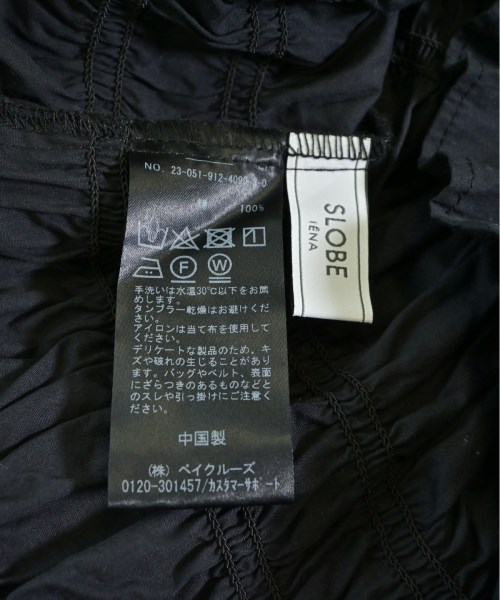 NO. 23-051-912-4090-3-0
100%
F
W
手洗いは水温30℃以下をお薦
めします。
タンブラー乾燥はお避けくださ
い。
アイロンは当て布を使用してく
ださい。
デリケートな製品のため、キ
ズや破れの生じることがあり
ます。バッグやベルト、表面
にざらつきのあるものなどと
のスレや引っ掛けにご注意く
ださい。
中国製
(株) ベイクルーズ
0120-301457/カスタマーサポート
SLOBE
IÉNA